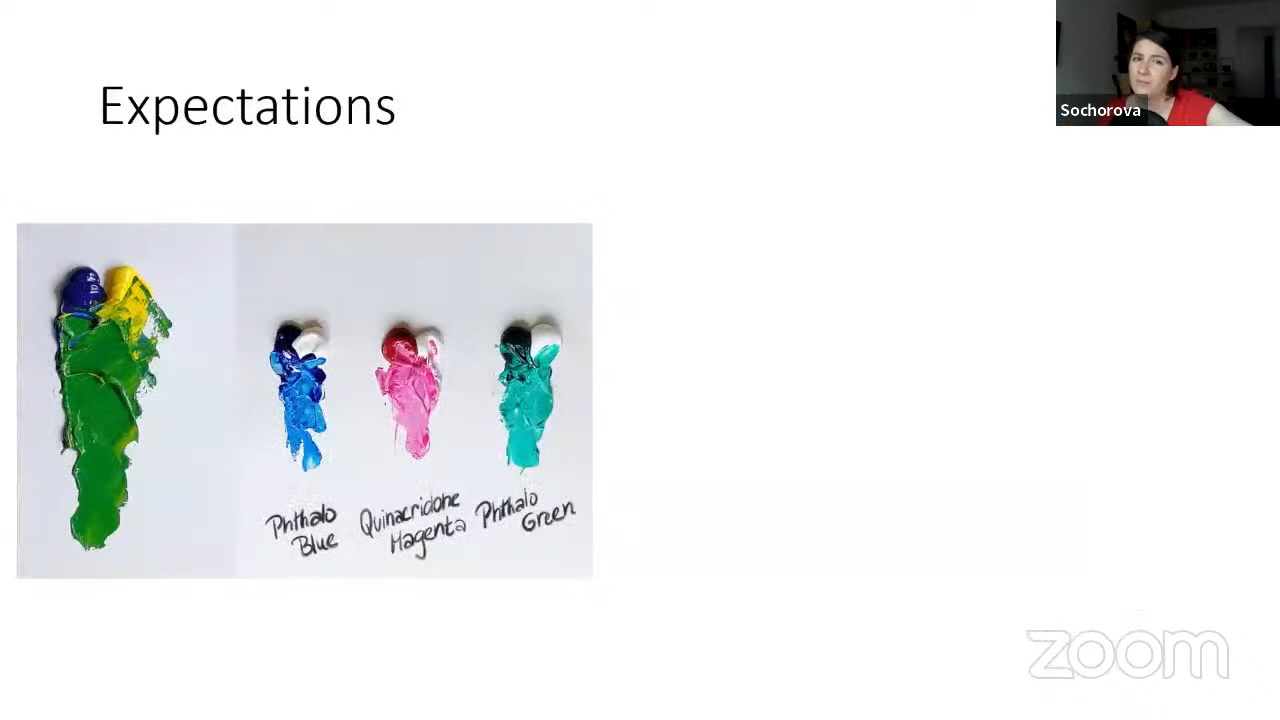 Expectations
Sochorova
Phthalo
Blue
Quinacridone
Magenta
Phthalo
Green
zoom